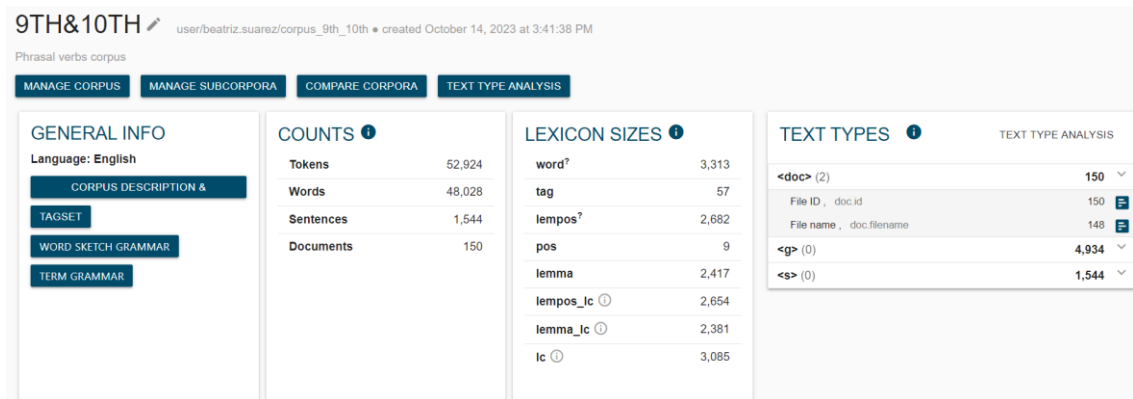 9TH&10TH user/beatriz.suarez/corpus_9th_10th ● created October 14, 2023 at 3:41:38 PM
Phrasal verbs corpus
MANAGE CORPUS MANAGE SUBCORPORA COMPARE CORPORA TEXT TYPE ANALYSIS
GENERAL INFO
Language: English
CORPUS DESCRIPTION &
TAGSET
WORD SKETCH GRAMMAR
TERM GRAMMAR
COUNTS i
Tokens 52,924
Words 48,028
Sentences 1,544
Documents 150
LEXICON SIZES i
word? 3,313
tag 57
lempos? 2,682
pos 9
lemma 2,417
lempos_lc i 2,654
lemma_lc i 2,381
lc i 3,085
TEXT TYPES i TEXT TYPE ANALYSIS
<doc> (2) 150
File ID , doc.id 150
File name , doc.filename 148
<g> (0) 4,934
<s> (0) 1,544